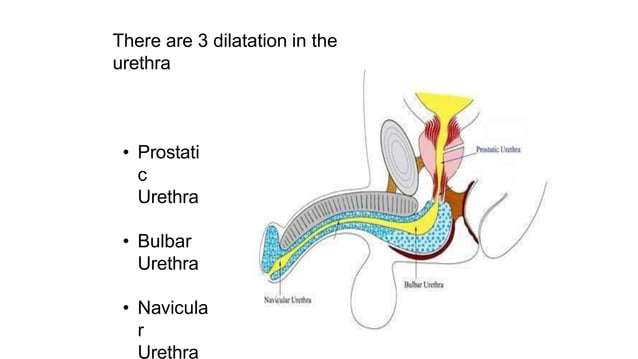 There are 3 dilatation in the
urethra
• Prostati
c
Urethra
• Bulbar
Urethra
• Navicula
r
Urethra
Prostatic Urethra
Bulbar Urethra
Navicular Urethra